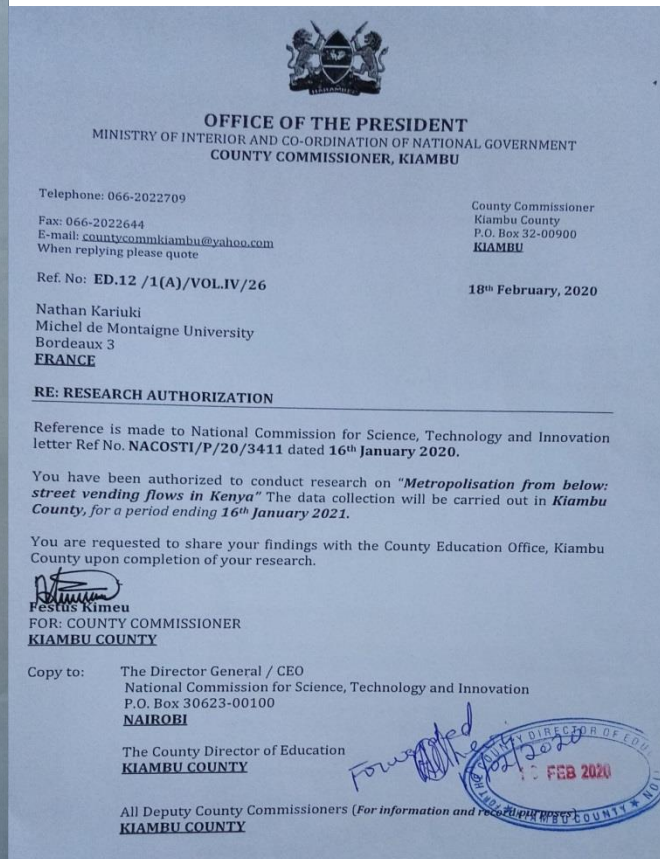 HARAMBEE
OFFICE OF THE PRESIDENT
MINISTRY OF INTERIOR AND CO-ORDINATION OF NATIONAL GOVERNMENT
COUNTY COMMISSIONER, KIAMBU
Telephone: 066-2022709
Fax: 066-2022644
E-mail: countycommkiambu@yahoo.com
When replying please quote
County Commissioner
Kiambu County
P.O. Box 32-00900
KIAMBU
Ref. No: ED.12 /1(A)/VOL.IV/26
18th February, 2020
Nathan Kariuki
Michel de Montaigne University
Bordeaux 3
FRANCE
RE: RESEARCH AUTHORIZATION
Reference is made to National Commission for Science, Technology and Innovation
letter Ref No. NACOSTI/P/20/3411 dated 16th January 2020.
You have been authorized to conduct research on "Metropolisation from below:
street vending flows in Kenya" The data collection will be carried out in Kiambu
County, for a period ending 16th January 2021.
You are requested to share your findings with the County Education Office, Kiambu
County upon completion of your research.
Festus Kimeu
FOR: COUNTY COMMISSIONER
KIAMBU COUNTY
Copy to: The Director General / CEO
National Commission for Science, Technology and Innovation
P.O. Box 30623-00100
NAIROBI
The County Director of Education
KIAMBU COUNTY
Forwarded
COUNTY DIRECTOR OF
FEB 2020
KIAMBU COUNTY
All Deputy County Commissioners (For information and record purposes)
KIAMBU COUNTY